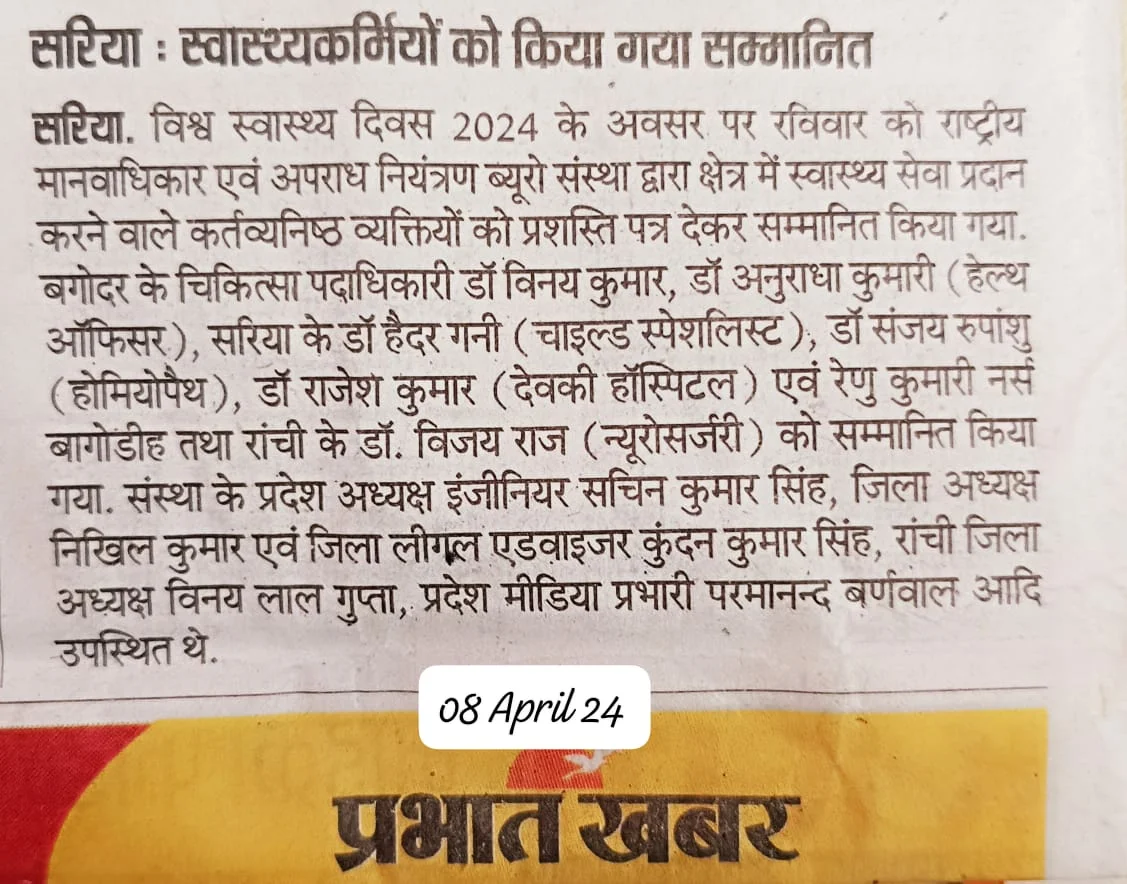 सरिया : स्वास्थ्यकर्मियों को किया गया सम्मानित
सरिया. विश्व स्वास्थ्य दिवस 2024 के अवसर पर रविवार को राष्ट्रीय
मानवाधिकार एवं अपराध नियंत्रण ब्यूरो संस्था द्वारा क्षेत्र में स्वास्थ्य सेवा प्रदान
करने वाले कर्तव्यनिष्ठ व्यक्तियों को प्रशस्ति पत्र देकर सम्मानित किया गया.
बगोदर के चिकित्सा पदाधिकारी डॉ विनय कुमार, डॉ अनुराधा कुमारी (हेल्थ
ऑफिसर), सरिया के डॉ हैदर गनी (चाइल्ड स्पेशलिस्ट), डॉ संजय रुपांशु
(होमियोपैथ), डॉ राजेश कुमार (देवकी हॉस्पिटल) एवं रेणु कुमारी नर्स
बागोडीह तथा रांची के डॉ. विजय राज (न्यूरोसर्जरी) को सम्मानित किया
गया. संस्था के प्रदेश अध्यक्ष इंजीनियर सचिन कुमार सिंह, जिला अध्यक्ष
निखिल कुमार एवं जिला लीगल एडवाइजर कुंदन कुमार सिंह, रांची जिला
अध्यक्ष विनय लाल गुप्ता, प्रदेश मीडिया प्रभारी परमानन्द बर्णवाल आदि
उपस्थित थे.
08 April 24
प्रभात खबर